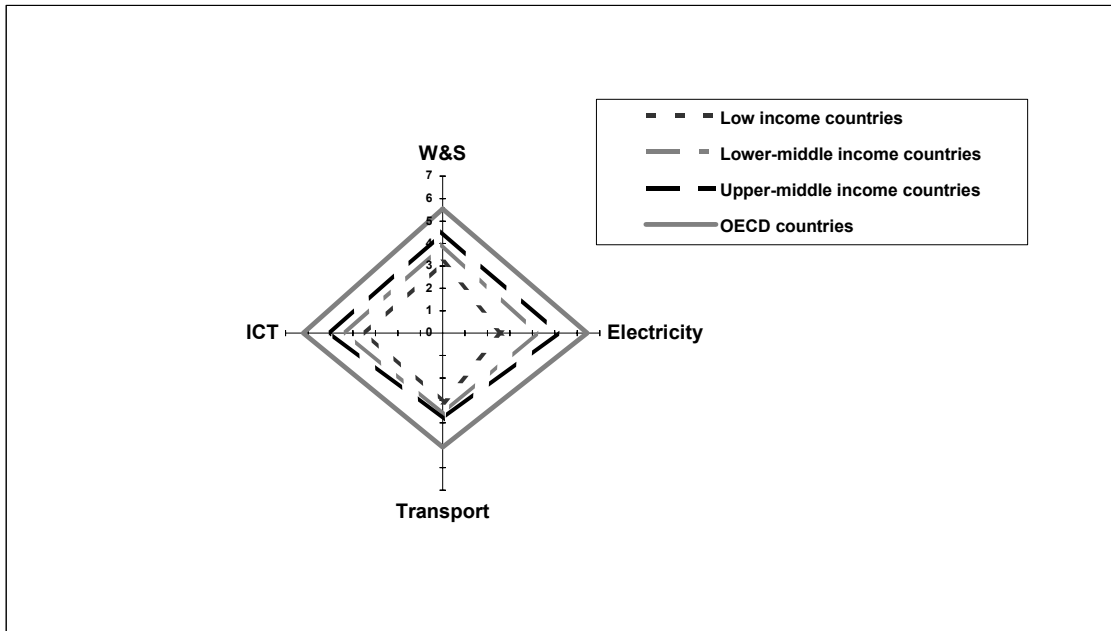 W&S
7
6
5
4
3
2
1
0
ICT
Electricity
Transport
Low income countries
Lower-middle income countries
Upper-middle income countries
OECD countries